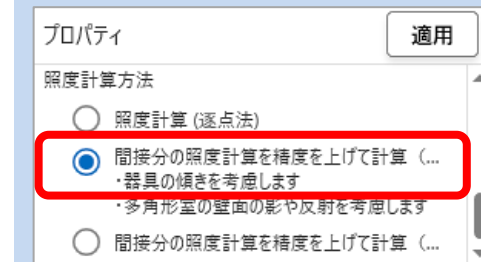 プロパティ
適用
照度計算方法
照度計算 (逐点法)
間接分の照度計算を精度を上げて計算 （...
・器具の傾きを考慮します
・多角形室の壁面の影や反射を考慮します
間接分の照度計算を精度を上げて計算 （...